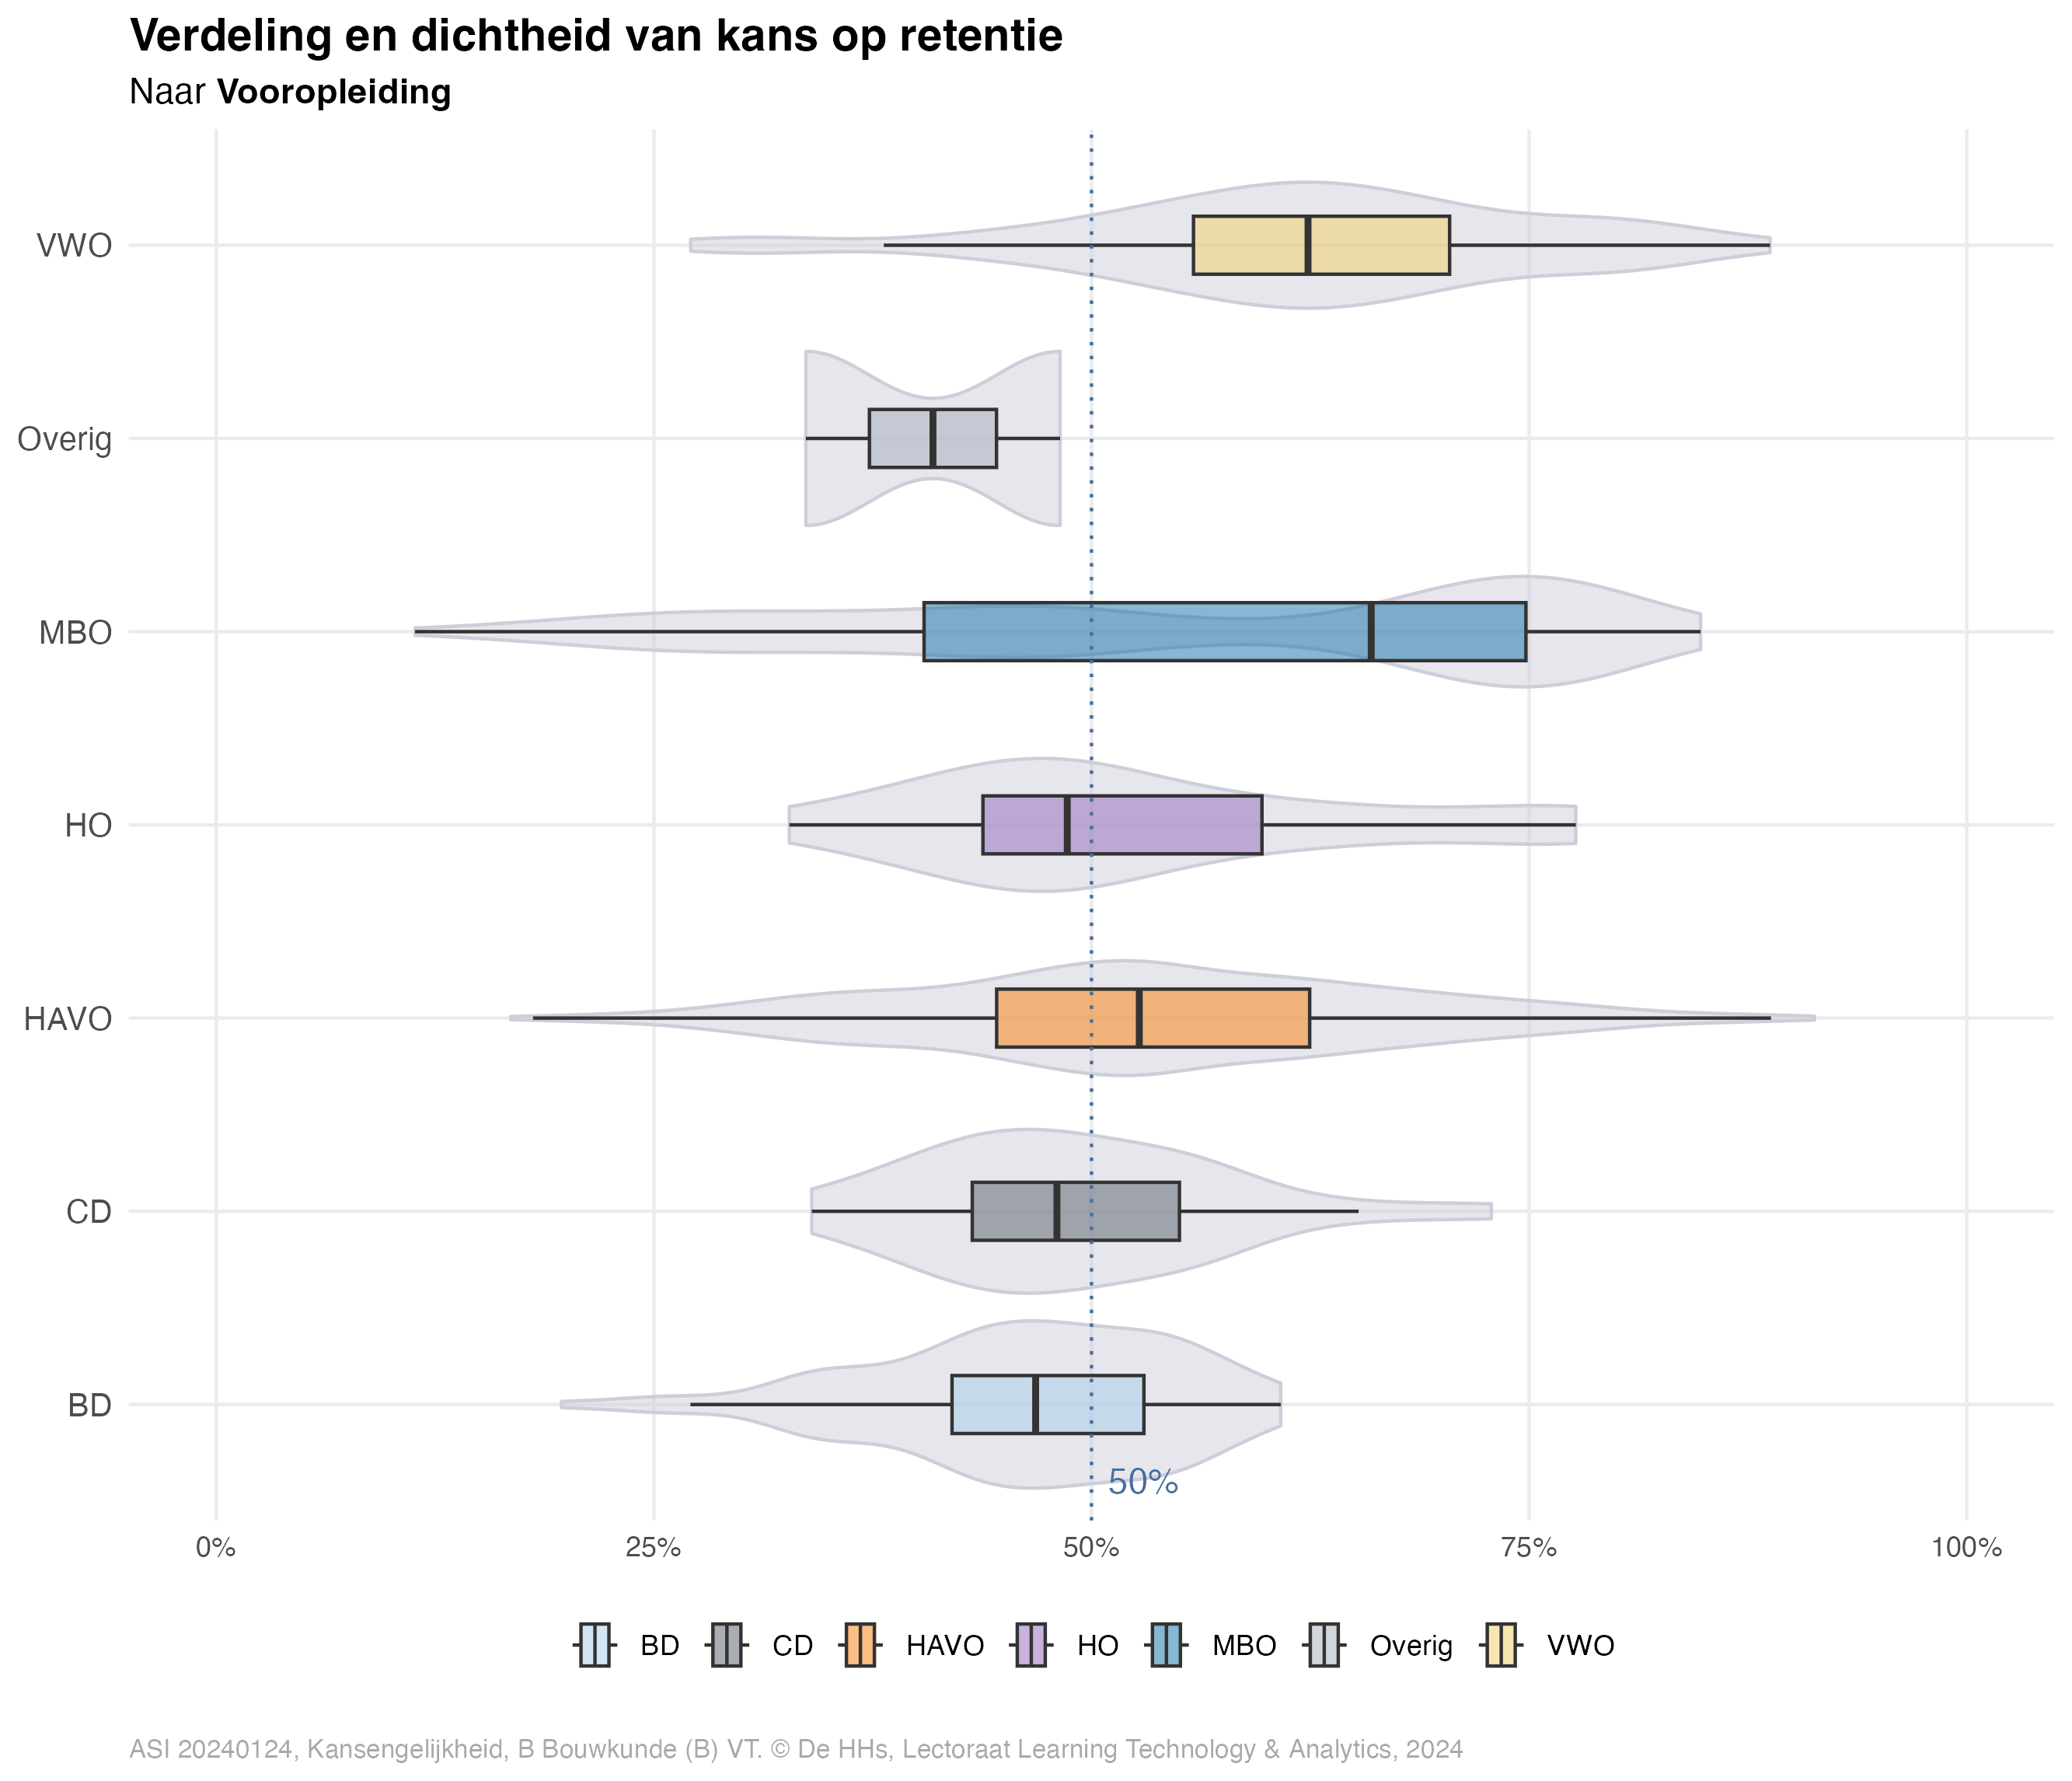 Verdeling en dichtheid van kans op retentie
Naar Vooropleiding
VWO
Overig
MBO
HO
HAVO
CD
BD
50%
0% 25% 50% 75% 100%
BD CD HAVO HO MBO Overig VWO
ASI 20240124, Kansengelijkheid, B Bouwkunde (B) VT. © De HHs, Lectoraat Learning Technology & Analytics, 2024